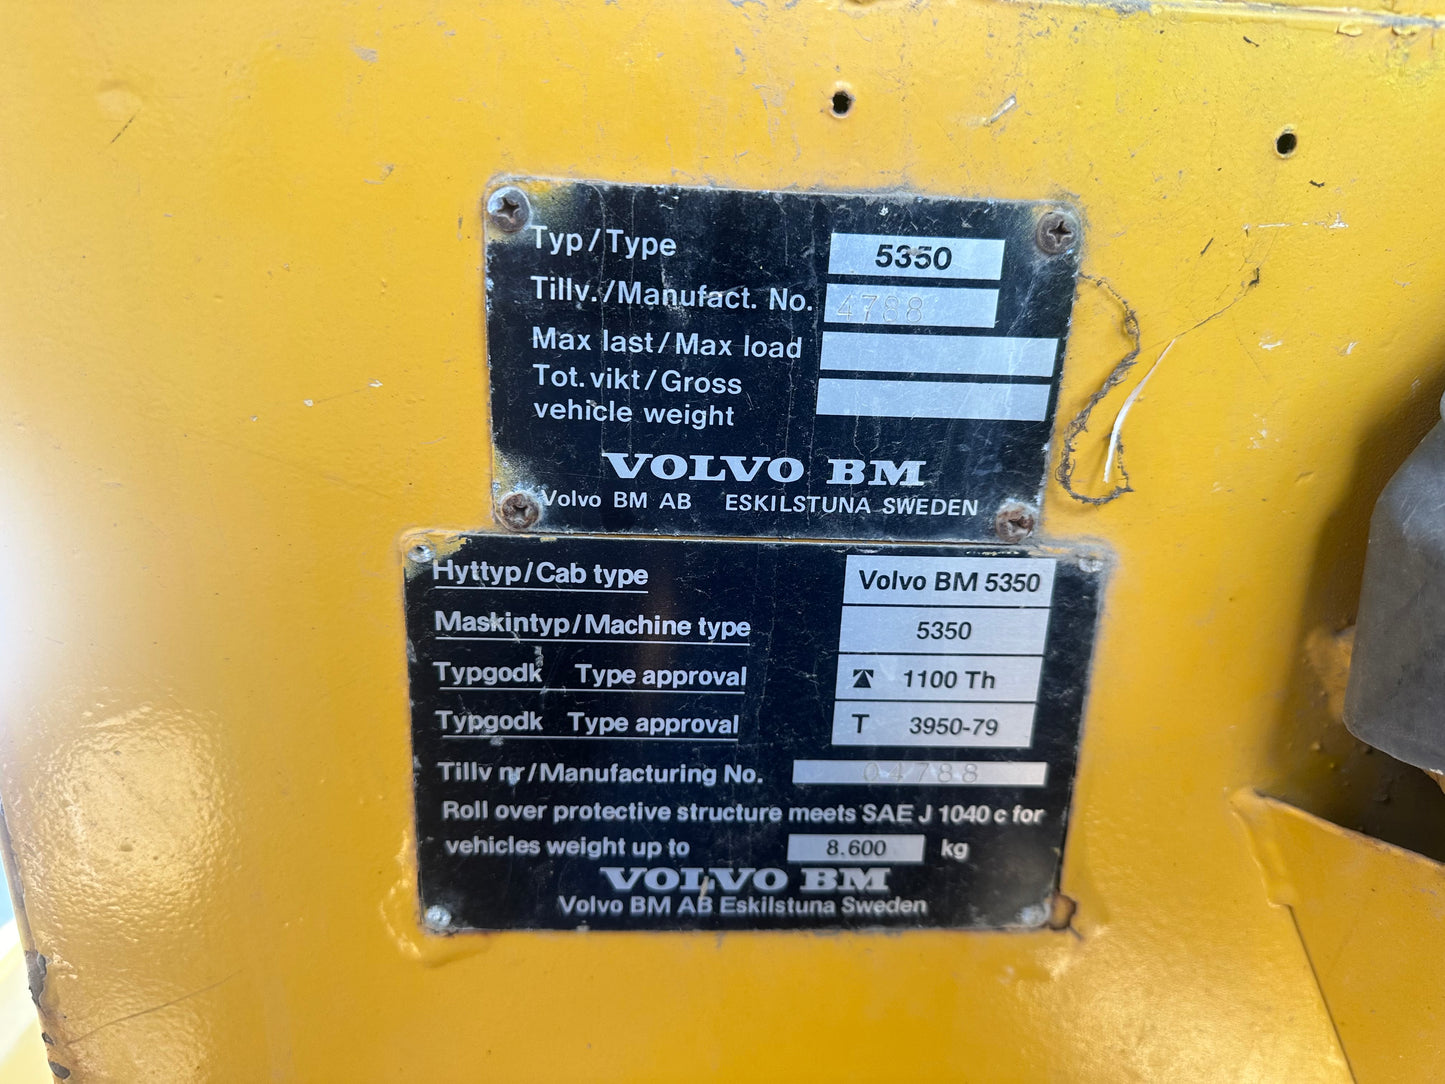 Typ/Type 5350
Tillv./Manufact. No. 4788
Max last/Max load
Tot. vikt/Gross
vehicle weight
VOLVO BM
Volvo BM AB ESKILSTUNA SWEDEN
Hyttyp/Cab type Volvo BM 5350
Maskintyp/Machine type 5350
Typgodk Type approval 1100 Th
Typgodk Type approval T 3950-79
Tillv nr/Manufacturing No. 04788
Roll over protective structure meets SAE J 1040 c for
vehicles weight up to 8.600 kg
VOLVO BM
Volvo BM AB Eskilstuna Sweden